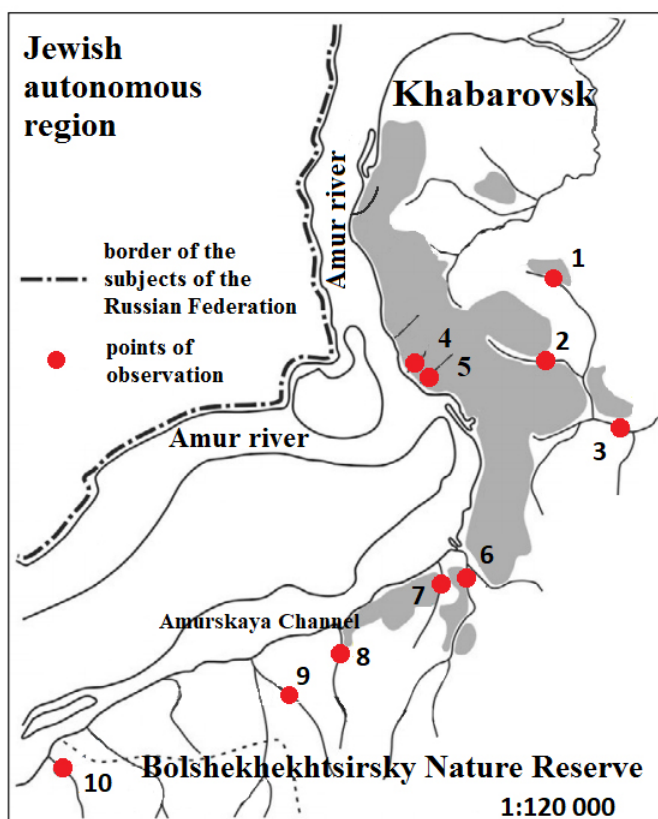 Jewish
autonomous
region
Khabarovsk
Amur river
border of the
subjects of the
Russian Federation
points of
observation
1
2
4
5
3
Amur river
6
7
Amurskaya Channel
8
9
10
Bolshekhekhtsirsky Nature Reserve
1:120 000